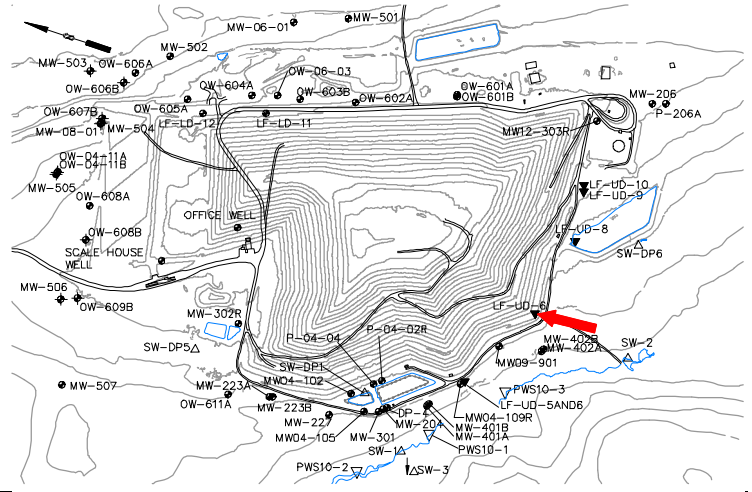 MW-06-01
MW-501
MW-502
MW-503
OW-606A
OW-606B
OW-06-03
OW-604A
OW-603B
OW-602A
OW-601A
OW-601B
MW-206
P-206A
OW-607B
OW-605A
LF-LD-12
LF-LD-11
MW-08-01
MW-504
MW12-303R
OW-04-11A
OW-04-11B
MW-505
LF-UD-10
LF-UD-9
OW-608A
OFFICE WELL
LF-UD-8
OW-608B
SCALE HOUSE
WELL
SW-DP6
MW-506
OW-609B
MW-302R
LF-UD-6
P-04-04
P-04-02R
MW-402B
MW-402A
SW-2
SW-DP5
SW-DP1
MW04-102
MW09-901
MW-507
MW-223A
PWS10-3
OW-611A
MW-223B
LF-UD-5AND6
MW-227
DP-4
MW04-109R
MW-204
MW04-105
MW-301
MW-401B
MW-401A
SW-1
PWS10-1
PWS10-2
SW-3